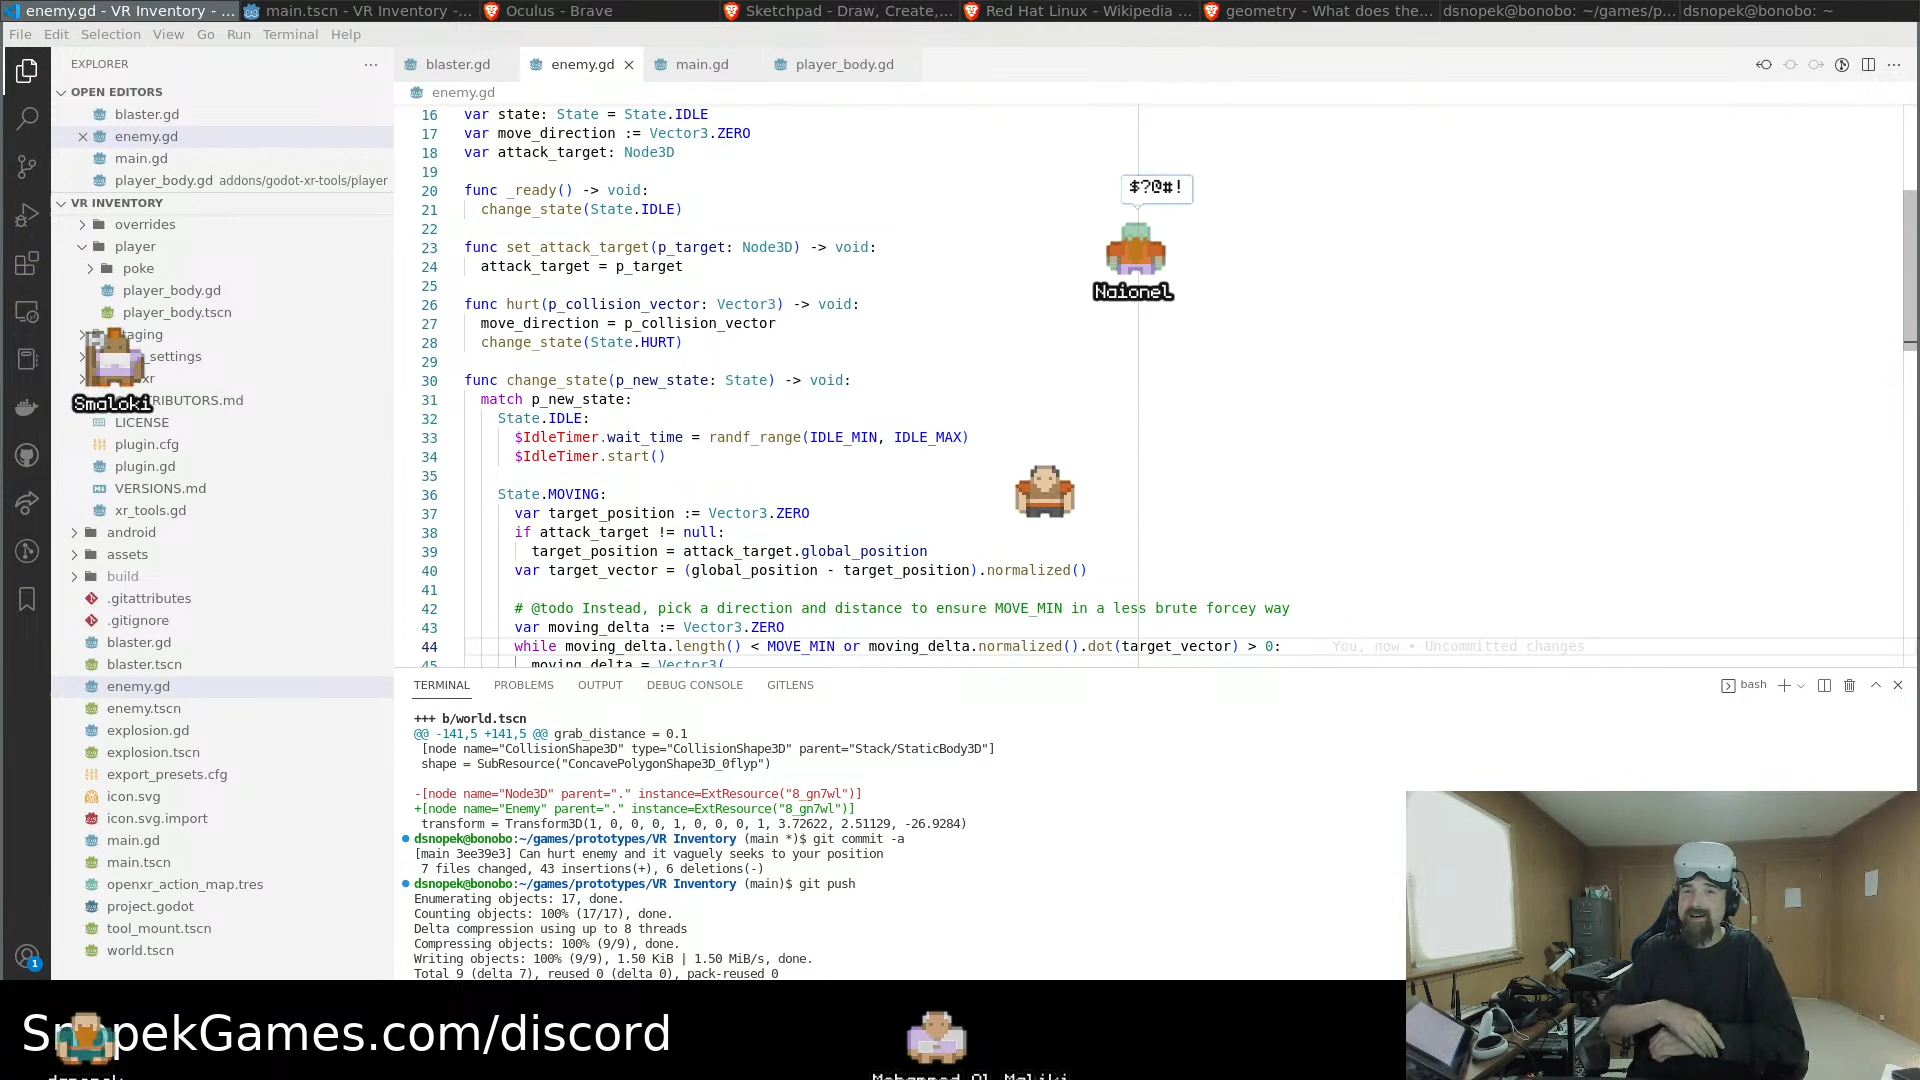 enemy.gd - VR Inventory - ...
main.tscn - VR Inventory -...
Oculus - Brave
Sketchpad - Draw, Create,...
Red Hat Linux - Wikipedia ...
geometry - What does the...
dsnopek@bonobo: ~/games/p...
dsnopek@bonobo: ~
File Edit Selection View Go Run Terminal Help
EXPLORER
OPEN EDITORS
blaster.gd
enemy.gd
main.gd
player_body.gd addons/godot-xr-tools/player
VR INVENTORY
overrides
player
poke
player_body.gd
player_body.tscn
taging
_settings
xr
Smaloki
TRIBUTORS.md
LICENSE
plugin.cfg
plugin.gd
VERSIONS.md
xr_tools.gd
android
assets
build
.gitattributes
.gitignore
blaster.gd
blaster.tscn
enemy.gd
enemy.tscn
explosion.gd
explosion.tscn
export_presets.cfg
icon.svg
icon.svg.import
main.gd
main.tscn
openxr_action_map.tres
project.godot
tool_mount.tscn
world.tscn
1
blaster.gd
enemy.gd
main.gd
player_body.gd
enemy.gd
16 var state: State = State.IDLE
17 var move_direction := Vector3.ZERO
18 var attack_target: Node3D
19
20 func _ready() -> void:
21 change_state(State.IDLE)
22
23 func set_attack_target(p_target: Node3D) -> void:
24 attack_target = p_target
25
26 func hurt(p_collision_vector: Vector3) -> void:
27 move_direction = p_collision_vector
28 change_state(State.HURT)
29
30 func change_state(p_new_state: State) -> void:
31 match p_new_state:
32 State.IDLE:
33 $IdleTimer.wait_time = randf_range(IDLE_MIN, IDLE_MAX)
34 $IdleTimer.start()
35
36 State.MOVING:
37 var target_position := Vector3.ZERO
38 if attack_target != null:
39 target_position = attack_target.global_position
40 var target_vector = (global_position - target_position).normalized()
41
42 # @todo Instead, pick a direction and distance to ensure MOVE_MIN in a less brute forcey way
43 var moving_delta := Vector3.ZERO
44 while moving_delta.length() < MOVE_MIN or moving_delta.normalized().dot(target_vector) > 0: You, now • Uncommitted changes
45 moving_delta = Vector3(
$?@#!
Naionel
TERMINAL PROBLEMS OUTPUT DEBUG CONSOLE GITLENS
bash
+++ b/world.tscn
@@ -141,5 +141,5 @@ grab_distance = 0.1
[node name="CollisionShape3D" type="CollisionShape3D" parent="Stack/StaticBody3D"]
shape = SubResource("ConcavePolygonShape3D_0flyp")
-[node name="Node3D" parent="." instance=ExtResource("8_gn7wl")]
+[node name="Enemy" parent="." instance=ExtResource("8_gn7wl")]
transform = Transform3D(1, 0, 0, 0, 1, 0, 0, 0, 1, 3.72622, 2.51129, -26.9284)
dsnopek@bonobo:~/games/prototypes/VR Inventory (main *)$ git commit -a
[main 3ee39e3] Can hurt enemy and it vaguely seeks to your position
7 files changed, 43 insertions(+), 6 deletions(-)
dsnopek@bonobo:~/games/prototypes/VR Inventory (main)$ git push
Enumerating objects: 17, done.
Counting objects: 100% (17/17), done.
Delta compression using up to 8 threads
Compressing objects: 100% (9/9), done.
Writing objects: 100% (9/9), 1.50 KiB | 1.50 MiB/s, done.
Total 9 (delta 7), reused 0 (delta 0), pack-reused 0
SnopekGames.com/discord